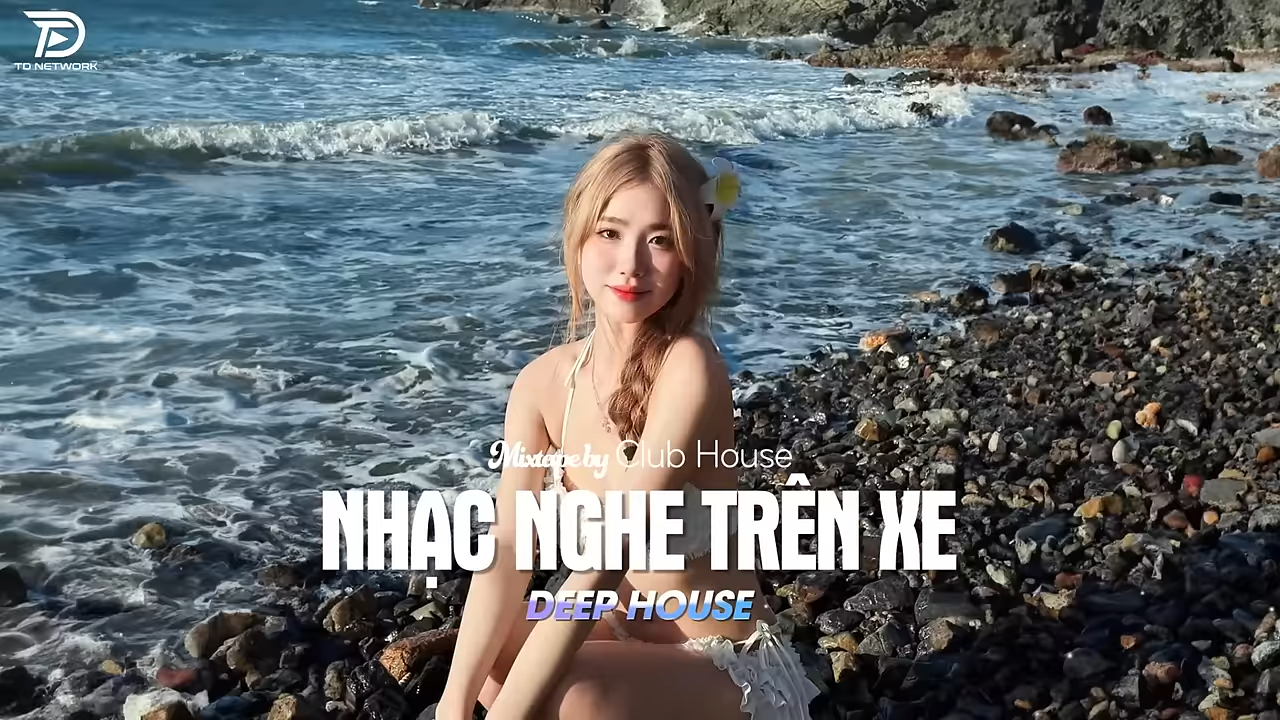 TD NETWORK
Mixtape by Club House
NHẠC NGHE TRÊN XE
DEEP HOUSE